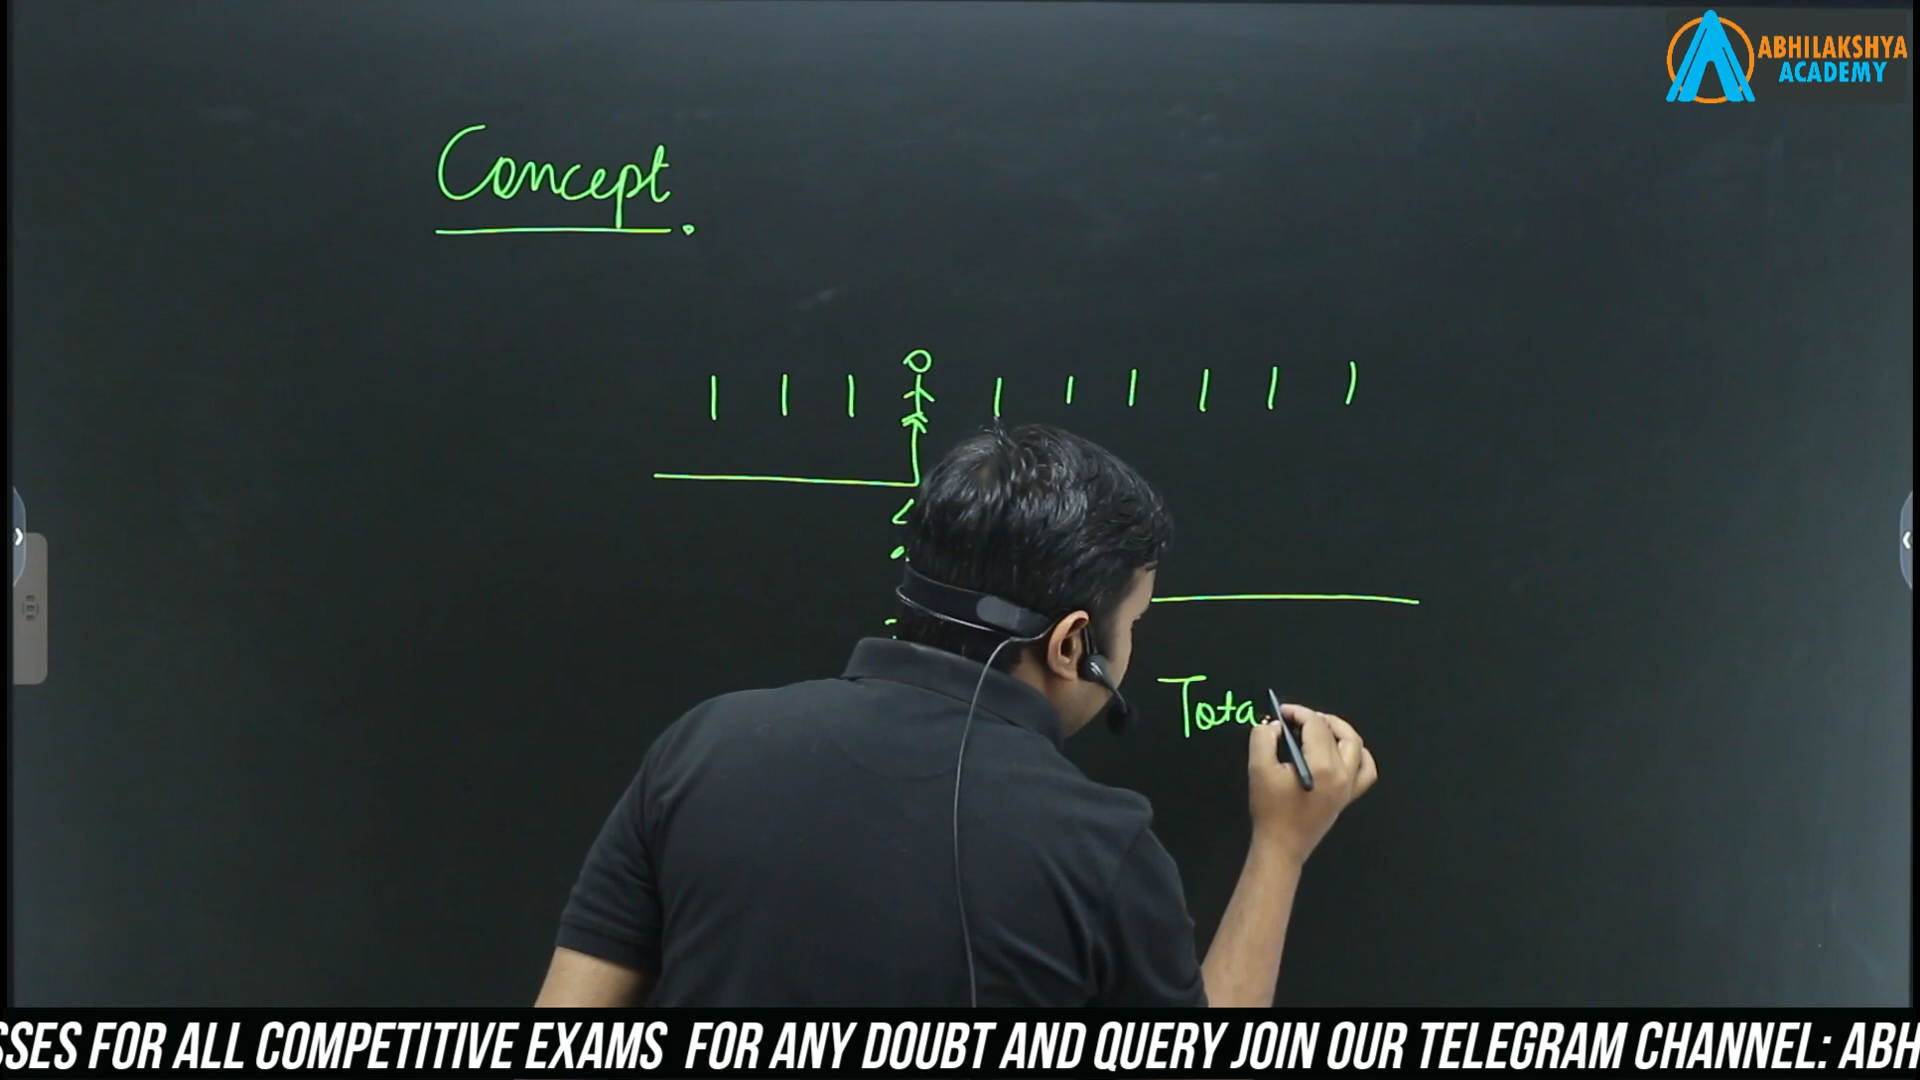 ABHILAKSHYA
ACADEMY
Concept.
Tota
SSES FOR ALL COMPETITIVE EXAMS FOR ANY DOUBT AND QUERY JOIN OUR TELEGRAM CHANNEL: ABH